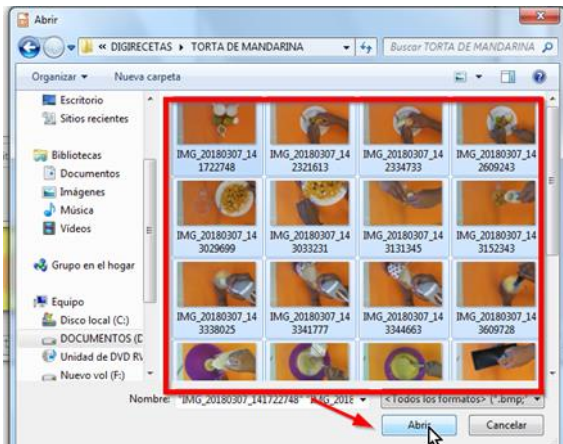 Abrir
« DIGIRECETAS ▸ TORTA DE MANDARINA
Buscar TORTA DE MANDARINA
Organizar
Nueva carpeta
Escritorio
Sitios recientes
Bibliotecas
Documentos
Imágenes
Música
Vídeos
Grupo en el hogar
Equipo
Disco local (C:)
DOCUMENTOS (D
Unidad de DVD RW
Nuevo vol (F:)
IMG_20180307_14 IMG_20180307_14 IMG_20180307_14 IMG_20180307_14
1722748 2321613 2334733 2609243
IMG_20180307_14 IMG_20180307_14 IMG_20180307_14 IMG_20180307_14
3029699 3033231 3131345 3152343
IMG_20180307_14 IMG_20180307_14 IMG_20180307_14 IMG_20180307_14
3338025 3341777 3344663 3609728
Nombre: "IMG_20180307_141722748" "IMG_2018
<Todos los formatos> (*.bmp;*
Abrir
Cancelar